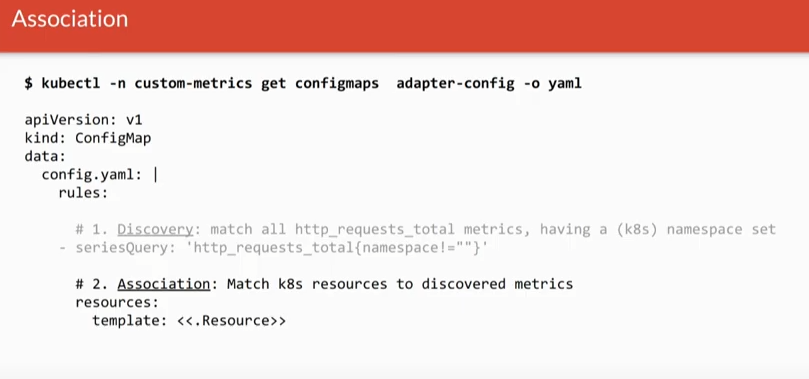 Association
$ kubectl -n custom-metrics get configmaps  adapter-config -o yaml
apiVersion: v1
kind: ConfigMap
data:
  config.yaml: |
    rules:
      # 1. Discovery: match all http_requests_total metrics, having a (k8s) namespace set
    - seriesQuery: 'http_requests_total{namespace!=""}'
      # 2. Association: Match k8s resources to discovered metrics
      resources:
        template: <<.Resource>>